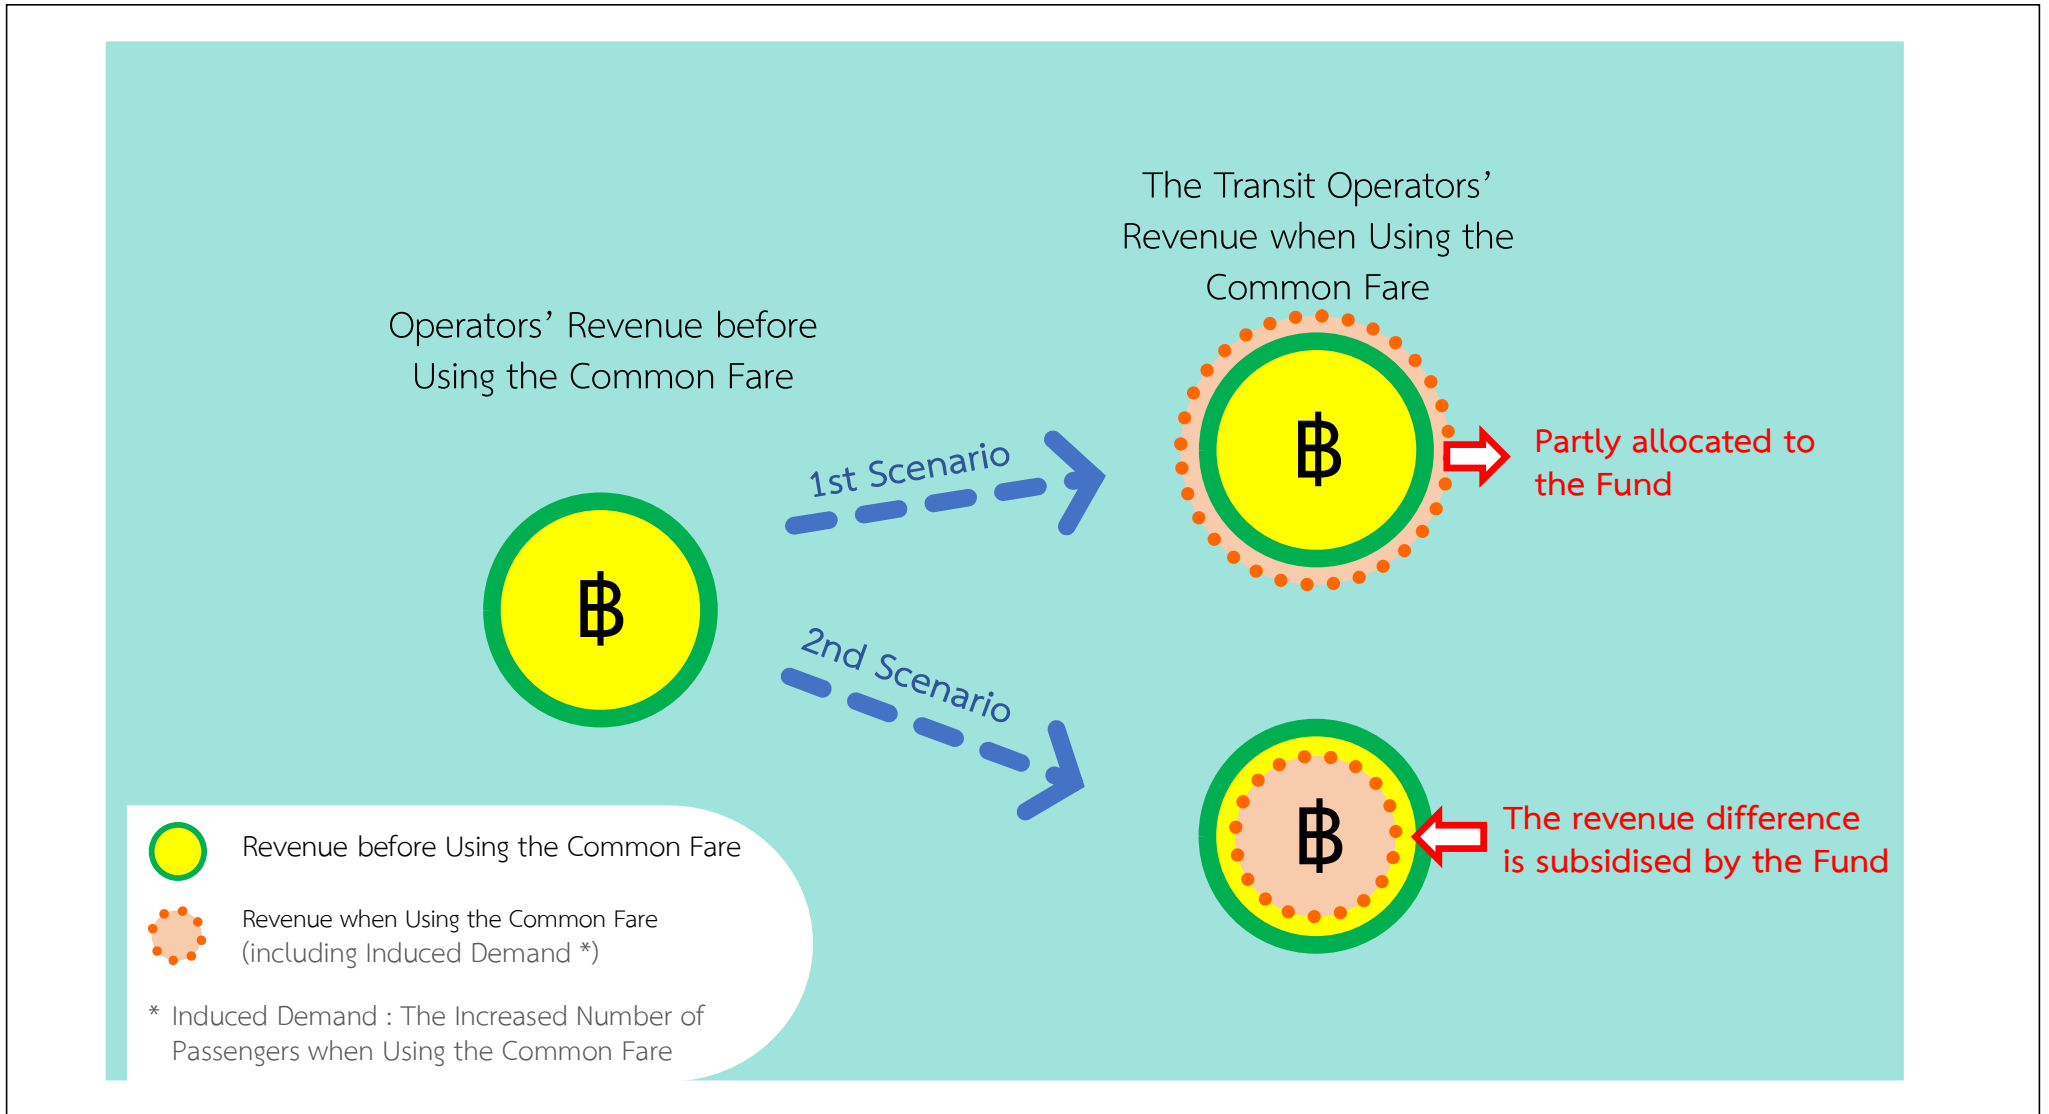 The Transit Operators’
Revenue when Using the
Common Fare
Operators’ Revenue before
Using the Common Fare
1st Scenario
฿
Partly allocated to
the Fund
฿
2nd Scenario
฿
The revenue difference
is subsidised by the Fund
Revenue before Using the Common Fare
Revenue when Using the Common Fare
(including Induced Demand *)
* Induced Demand : The Increased Number of
Passengers when Using the Common Fare